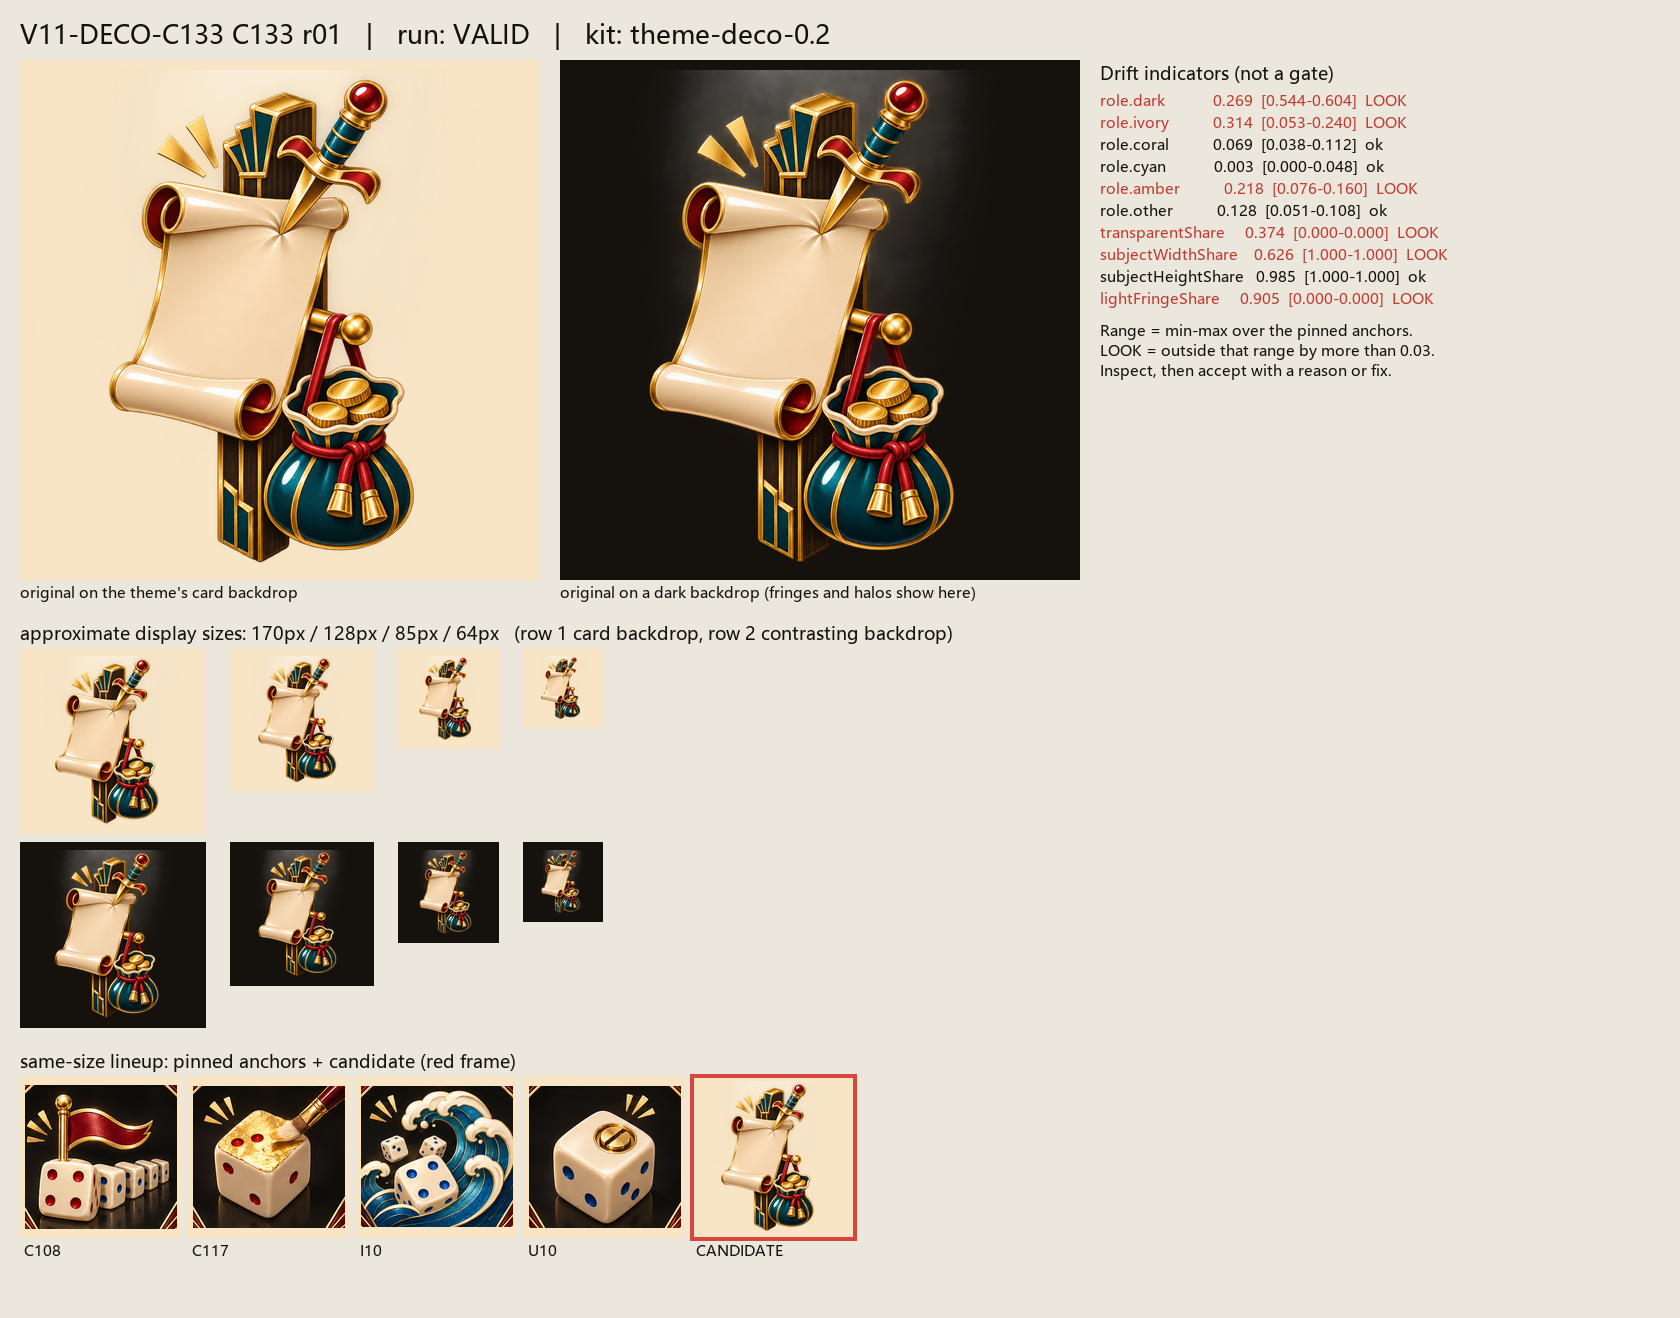 V11-DECO-C133 C133 r01 | run: VALID | kit: theme-deco-0.2
Drift indicators (not a gate)
role.dark 0.269 [0.544-0.604] LOOK
role.ivory 0.314 [0.053-0.240] LOOK
role.coral 0.069 [0.038-0.112] ok
role.cyan 0.003 [0.000-0.048] ok
role.amber 0.218 [0.076-0.160] LOOK
role.other 0.128 [0.051-0.108] ok
transparentShare 0.374 [0.000-0.000] LOOK
subjectWidthShare 0.626 [1.000-1.000] LOOK
subjectHeightShare 0.985 [1.000-1.000] ok
lightFringeShare 0.905 [0.000-0.000] LOOK
Range = min-max over the pinned anchors.
LOOK = outside that range by more than 0.03.
Inspect, then accept with a reason or fix.
original on the theme's card backdrop
original on a dark backdrop (fringes and halos show here)
approximate display sizes: 170px / 128px / 85px / 64px (row 1 card backdrop, row 2 contrasting backdrop)
same-size lineup: pinned anchors + candidate (red frame)
C108
C117
I10
U10
CANDIDATE